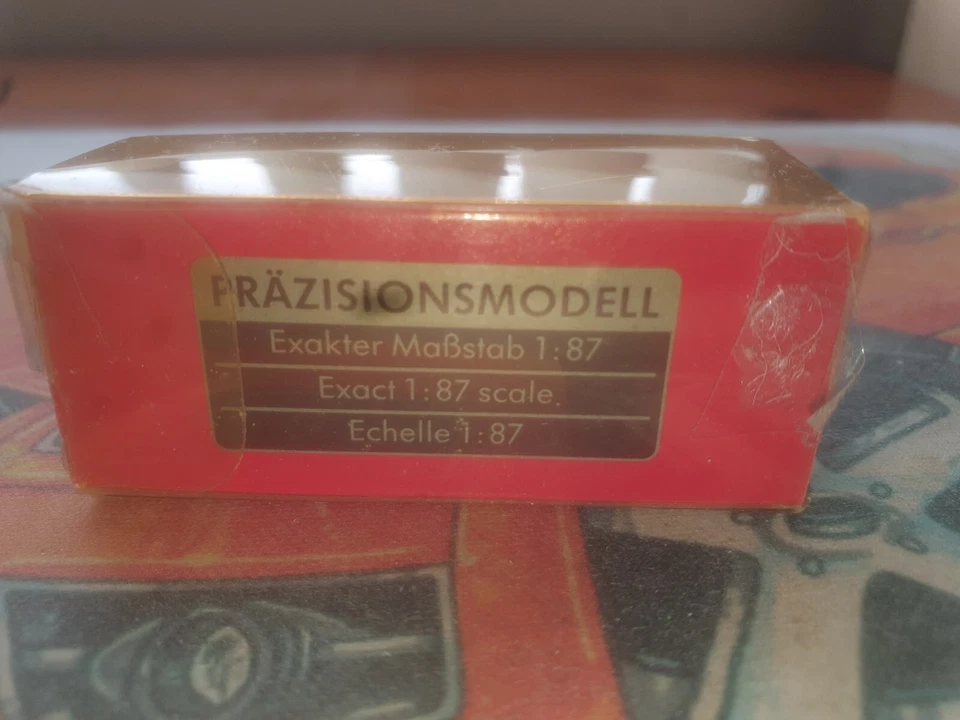 PRÄZISIONSMODELL
Exakter Maßstab 1:87
Exact 1:87 scale.
Echelle 1:87